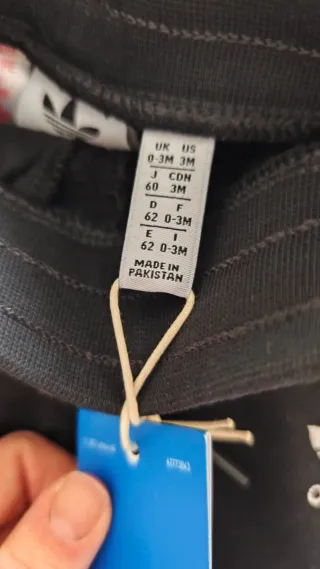 UK US
0-3M 3M
J CDN
60 3M
D F
62 0-3M
E I
62 0-3M
MADE IN
PAKISTAN